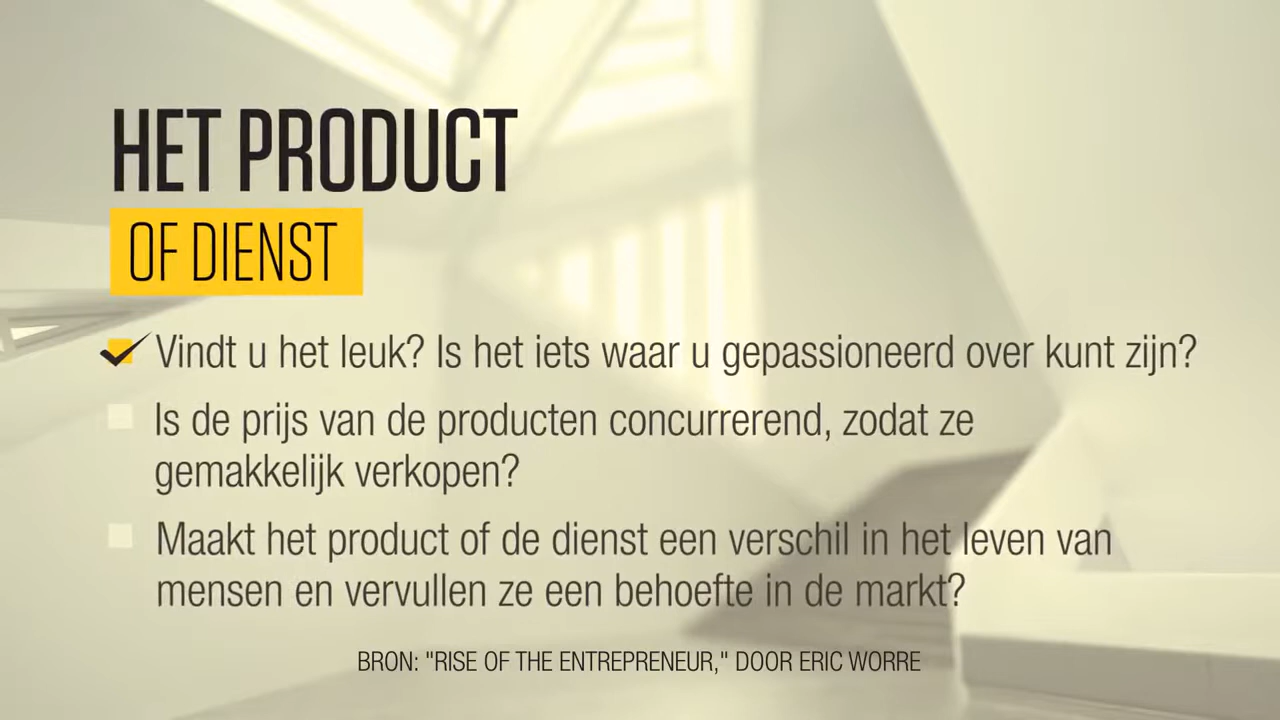 HET PRODUCT
OF DIENST
Vindt u het leuk? Is het iets waar u gepassioneerd over kunt zijn?
Is de prijs van de producten concurrerend, zodat ze
gemakkelijk verkopen?
Maakt het product of de dienst een verschil in het leven van
mensen en vervullen ze een behoefte in de markt?
BRON: "RISE OF THE ENTREPRENEUR," DOOR ERIC WORRE